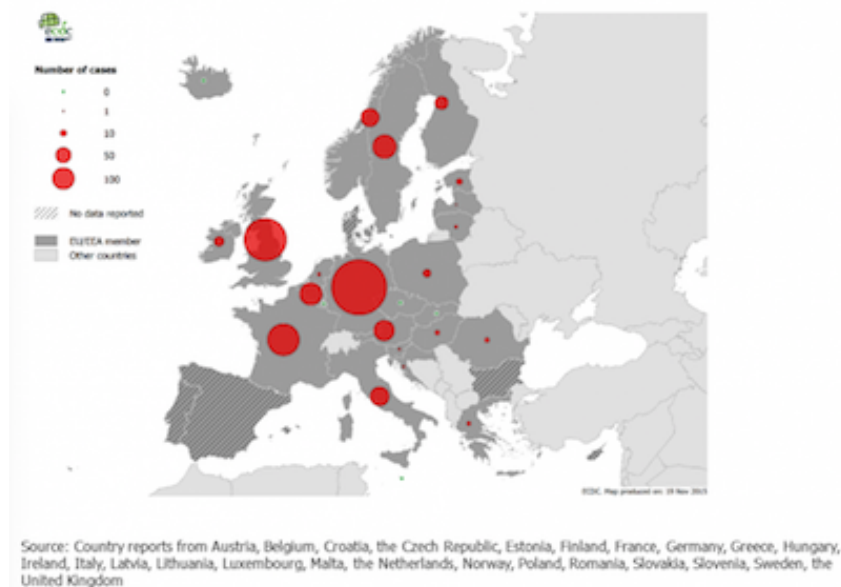 ecdc
Number of cases
0
1
10
50
100
No data reported
EU/EEA member
Other countries
ECDC. Map produced on: 19 Nov 2015
Source: Country reports from Austria, Belgium, Croatia, the Czech Republic, Estonia, Finland, France, Germany, Greece, Hungary,
Ireland, Italy, Latvia, Lithuania, Luxembourg, Malta, the Netherlands, Norway, Poland, Romania, Slovakia, Slovenia, Sweden, the
United Kingdom